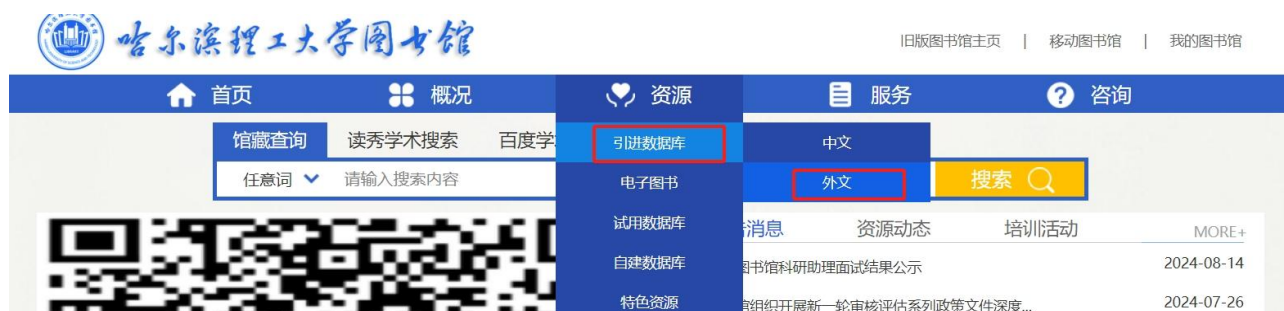 哈尔滨理工大学图书馆
旧版图书馆主页 | 移动图书馆 | 我的图书馆
首页 概况 资源 服务 咨询
馆藏查询 读秀学术搜索 百度学 引进数据库 中文
任意词 请输入搜索内容 电子图书 外文 搜索
试用数据库 消息 资源动态 培训活动 MORE+
自建数据库 图书馆科研助理面试结果公示 2024-08-14
特色资源 馆组织开展新一轮审核评估系列政策文件深度... 2024-07-26